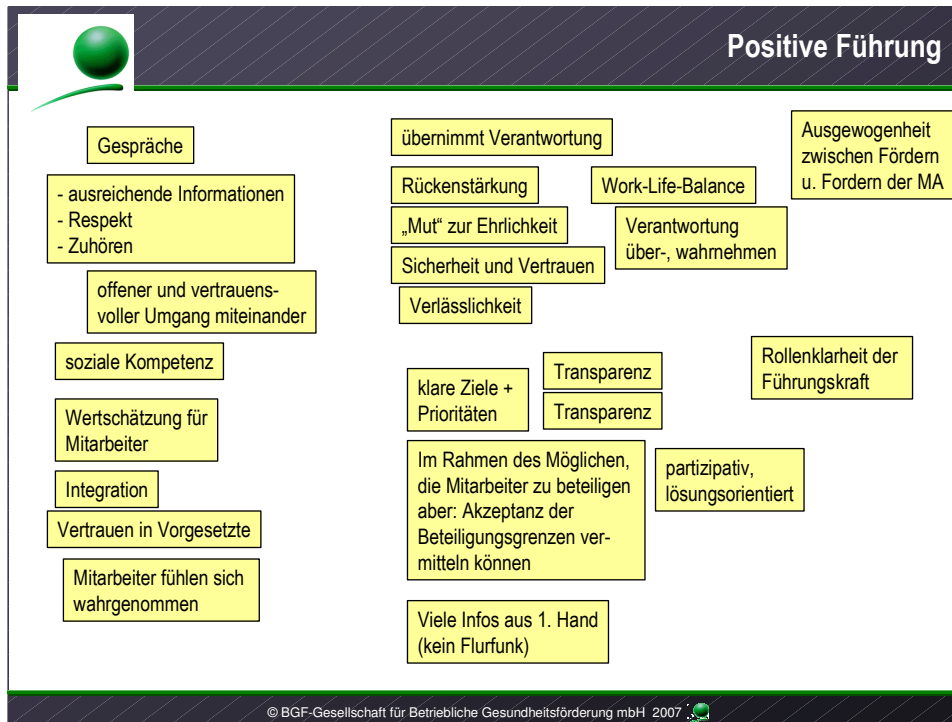 Positive Führung
Gespräche
- ausreichende Informationen
- Respekt
- Zuhören
offener und vertrauens-
voller Umgang miteinander
soziale Kompetenz
Wertschätzung für
Mitarbeiter
Integration
Vertrauen in Vorgesetzte
Mitarbeiter fühlen sich
wahrgenommen
übernimmt Verantwortung
Rückenstärkung
„Mut“ zur Ehrlichkeit
Sicherheit und Vertrauen
Verlässlichkeit
Work-Life-Balance
Verantwortung
über-, wahrnehmen
Ausgewogenheit
zwischen Fördern
u. Fordern der MA
klare Ziele +
Prioritäten
Transparenz
Transparenz
Rollenklarheit der
Führungskraft
Im Rahmen des Möglichen,
die Mitarbeiter zu beteiligen
aber: Akzeptanz der
Beteiligungsgrenzen ver-
mitteln können
partizipativ,
lösungsorientiert
Viele Infos aus 1. Hand
(kein Flurfunk)
© BGF-Gesellschaft für Betriebliche Gesundheitsförderung mbH 2007